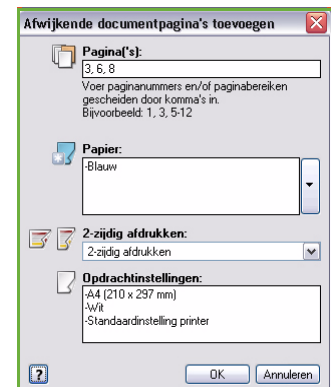 Afwijkende documentpagina's toevoegen
Pagina('s):
3, 6, 8
Voer paginanummers en/of paginabereiken
gescheiden door komma's in.
Bijvoorbeeld: 1, 3, 5-12
Papier:
-Blauw
2-zijdig afdrukken:
2-zijdig afdrukken
Opdrachtinstellingen:
-A4 (210 x 297 mm)
-Wit
-Standaardinstelling printer
?
OK
Annuleren